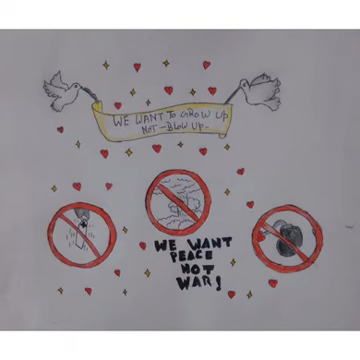 WE WANT To GROW UP
NOT - BLOW UP -
WE WANT
PEACE
NOT
WAR!